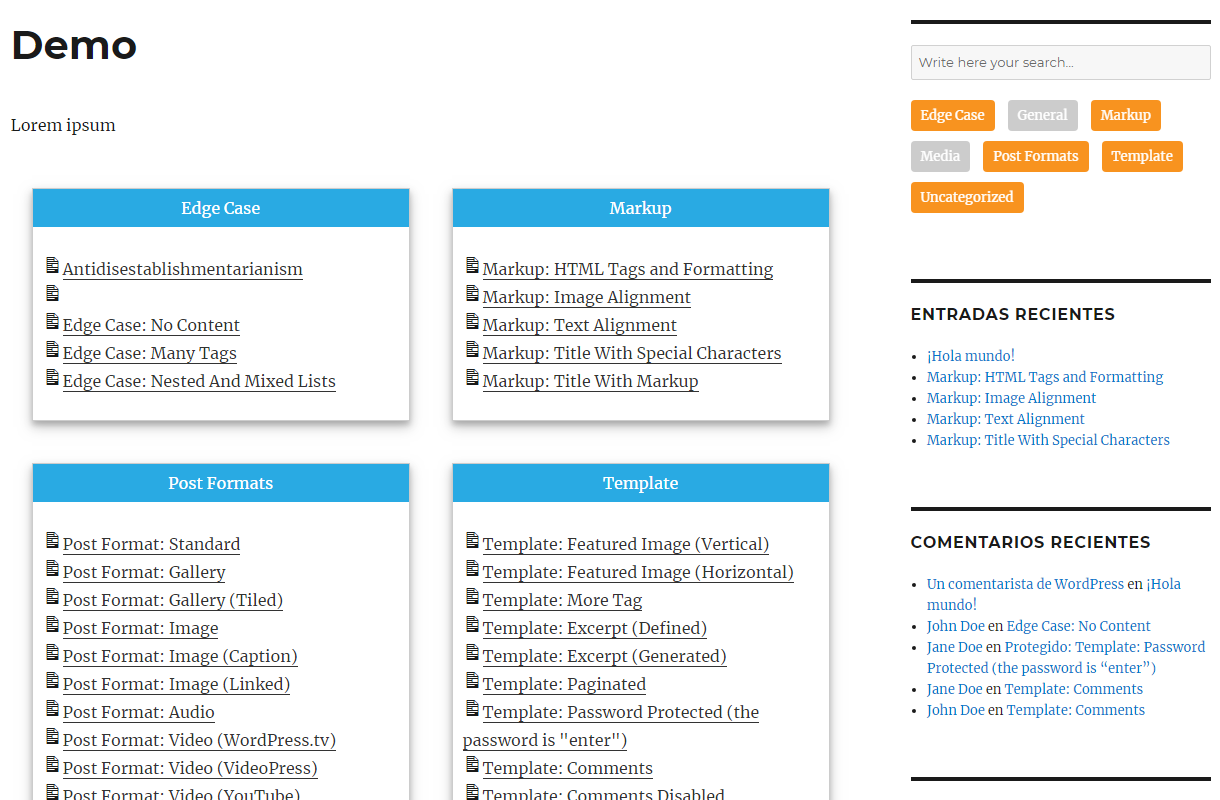 Demo
Lorem ipsum
Edge Case
Antidisestablishmentarianism
Edge Case: No Content
Edge Case: Many Tags
Edge Case: Nested And Mixed Lists
Markup
Markup: HTML Tags and Formatting
Markup: Image Alignment
Markup: Text Alignment
Markup: Title With Special Characters
Markup: Title With Markup
Post Formats
Post Format: Standard
Post Format: Gallery
Post Format: Gallery (Tiled)
Post Format: Image
Post Format: Image (Caption)
Post Format: Image (Linked)
Post Format: Audio
Post Format: Video (WordPress.tv)
Post Format: Video (VideoPress)
Post Format: Video (YouTube)
Template
Template: Featured Image (Vertical)
Template: Featured Image (Horizontal)
Template: More Tag
Template: Excerpt (Defined)
Template: Excerpt (Generated)
Template: Paginated
Template: Password Protected (the
password is "enter")
Template: Comments
Template: Comments Disabled
Write here your search...
Edge Case General Markup
Media Post Formats Template
Uncategorized
ENTRADAS RECIENTES
¡Hola mundo!
Markup: HTML Tags and Formatting
Markup: Image Alignment
Markup: Text Alignment
Markup: Title With Special Characters
COMENTARIOS RECIENTES
Un comentarista de WordPress en ¡Hola
mundo!
John Doe en Edge Case: No Content
Jane Doe en Protegido: Template: Password
Protected (the password is “enter”)
Jane Doe en Template: Comments
John Doe en Template: Comments